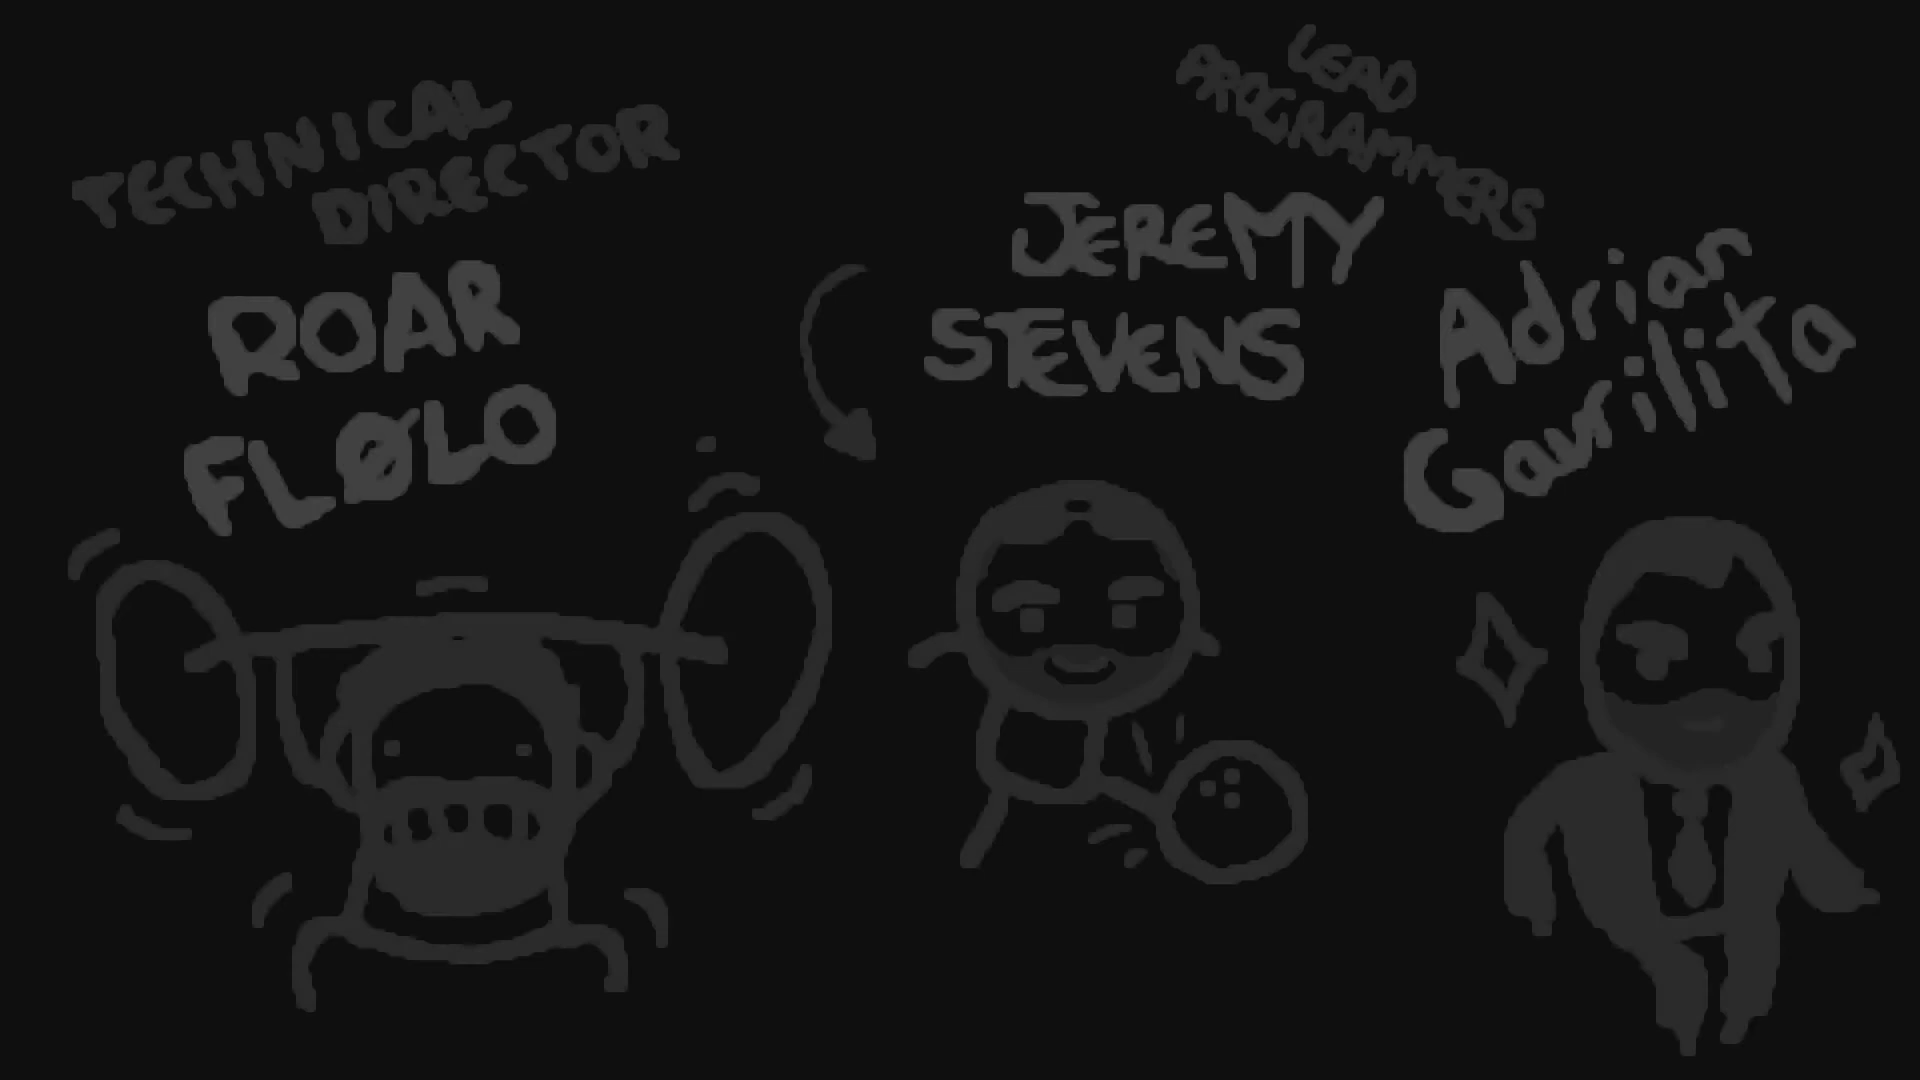 TECHNICAL
DIRECTOR
ROAR
FLØLO
LEAD
PROGRAMMERS
JEREMY
STEVENS
Adrian
Gavrilita